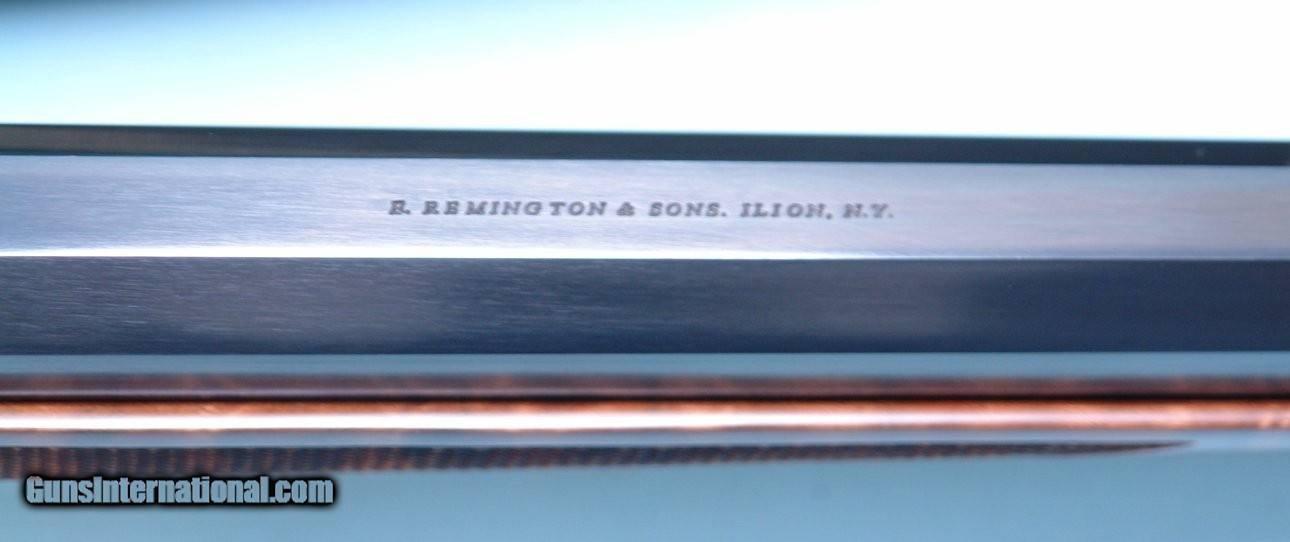 E. REMINGTON & SONS. ILION, N.Y.
GunsInternational.com